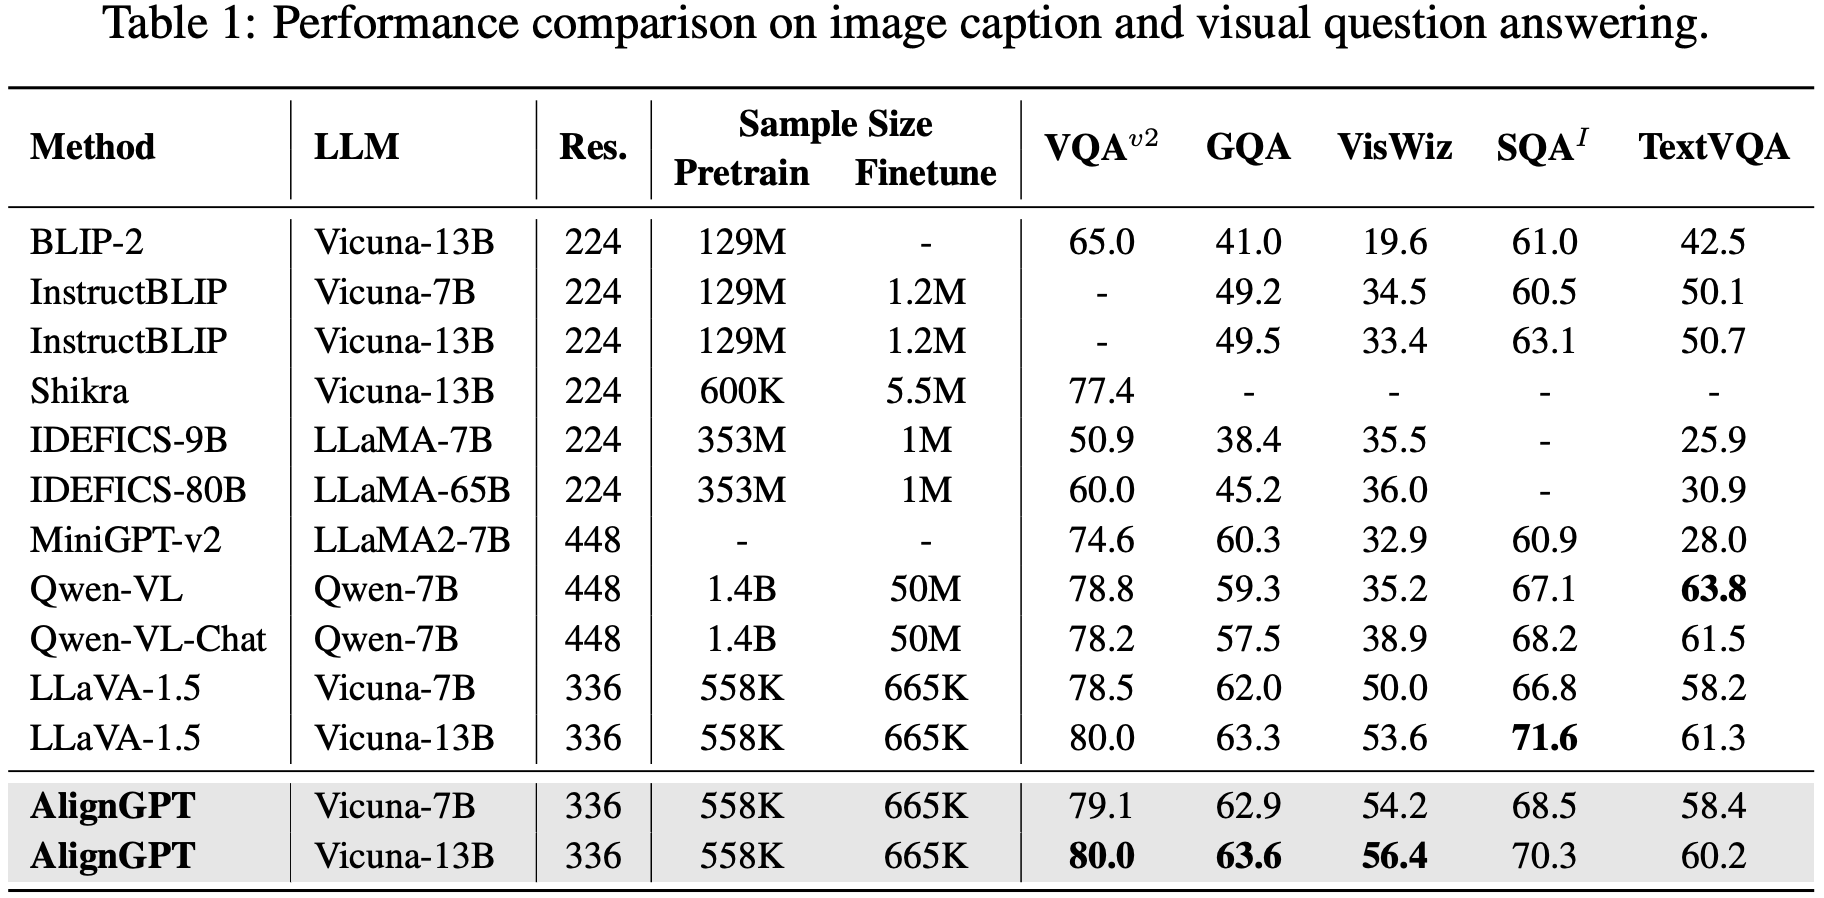 Table 1: Performance comparison on image caption and visual question answering.
Method LLM Res. Sample Size Pretrain Finetune VQA^{v2} GQA VisWiz SQA^{I} TextVQA
BLIP-2 Vicuna-13B 224 129M - 65.0 41.0 19.6 61.0 42.5
InstructBLIP Vicuna-7B 224 129M 1.2M - 49.2 34.5 60.5 50.1
InstructBLIP Vicuna-13B 224 129M 1.2M - 49.5 33.4 63.1 50.7
Shikra Vicuna-13B 224 600K 5.5M 77.4 - - - -
IDEFICS-9B LLaMA-7B 224 353M 1M 50.9 38.4 35.5 - 25.9
IDEFICS-80B LLaMA-65B 224 353M 1M 60.0 45.2 36.0 - 30.9
MiniGPT-v2 LLaMA2-7B 448 - - 74.6 60.3 32.9 60.9 28.0
Qwen-VL Qwen-7B 448 1.4B 50M 78.8 59.3 35.2 67.1 63.8
Qwen-VL-Chat Qwen-7B 448 1.4B 50M 78.2 57.5 38.9 68.2 61.5
LLaVA-1.5 Vicuna-7B 336 558K 665K 78.5 62.0 50.0 66.8 58.2
LLaVA-1.5 Vicuna-13B 336 558K 665K 80.0 63.3 53.6 71.6 61.3
AlignGPT Vicuna-7B 336 558K 665K 79.1 62.9 54.2 68.5 58.4
AlignGPT Vicuna-13B 336 558K 665K 80.0 63.6 56.4 70.3 60.2